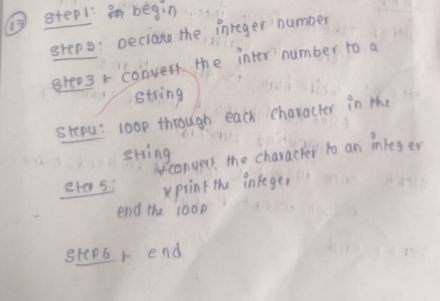 (17) Step1: begin
Step2: Declare the integer number
Step3 : convert the inter number to a
String
Step4: loop through each character in the
String
*convert the character to an integer
Step 5: * print the integer
end the loop
Step6 : end